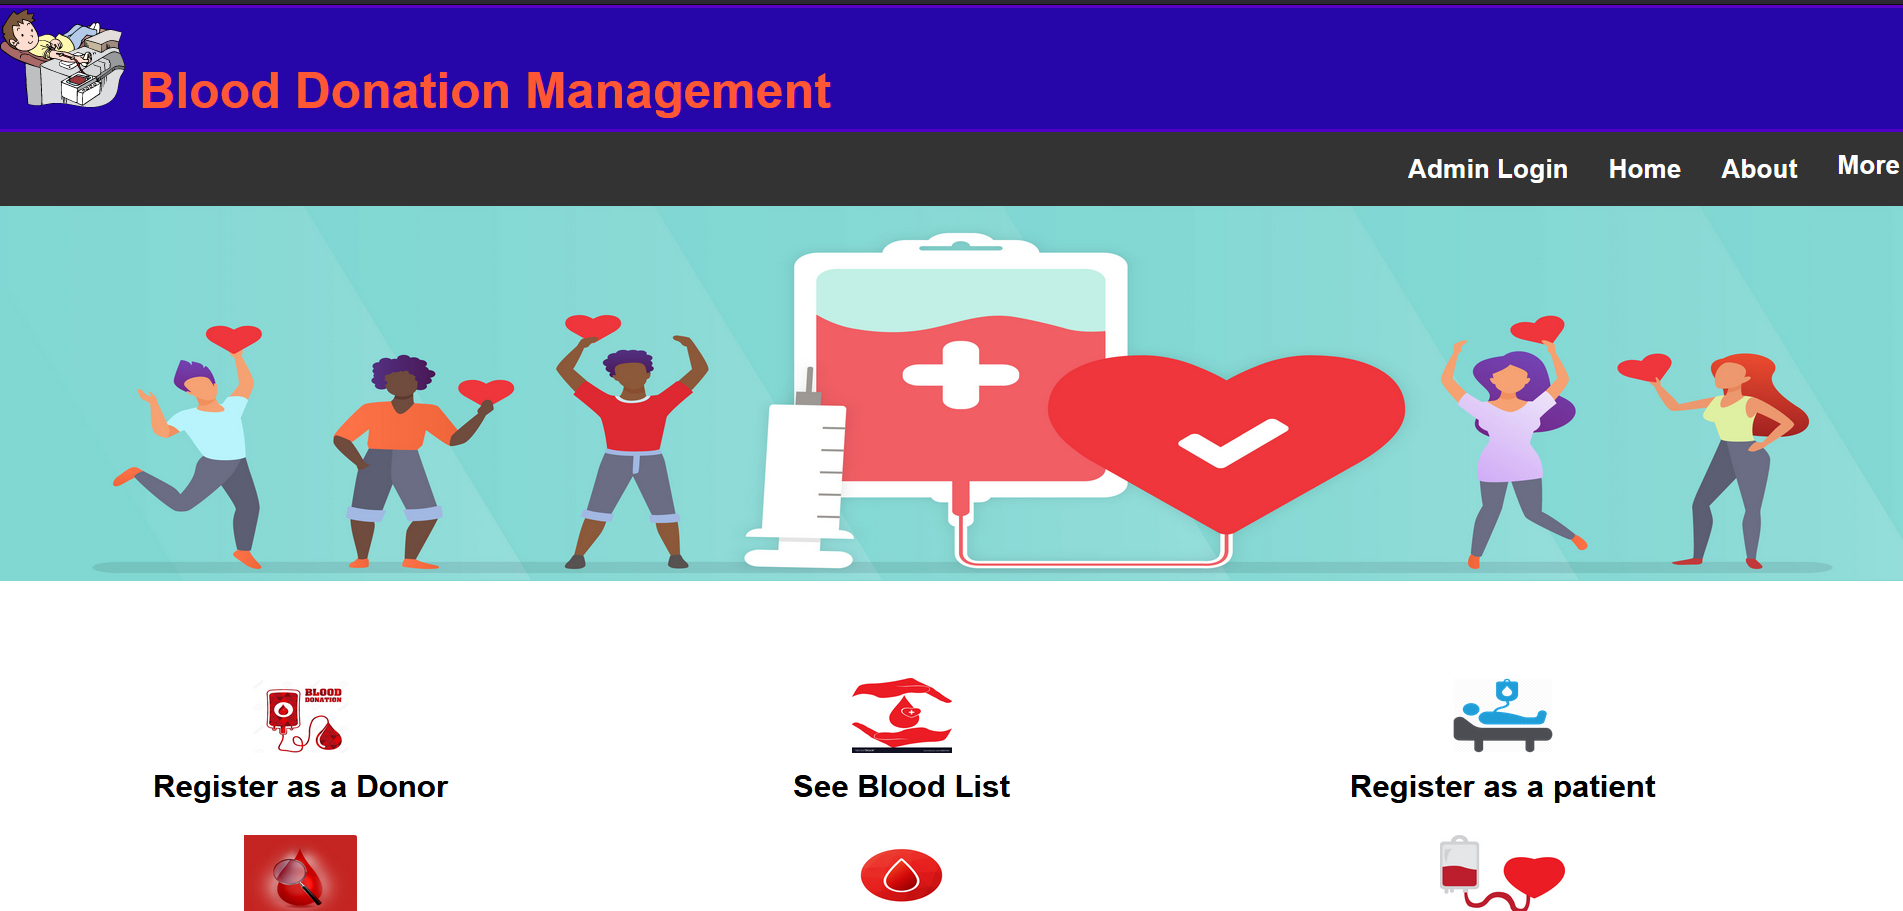 Blood Donation Management
Admin Login Home About More
BLOOD
DONATION
Register as a Donor
See Blood List
Register as a patient